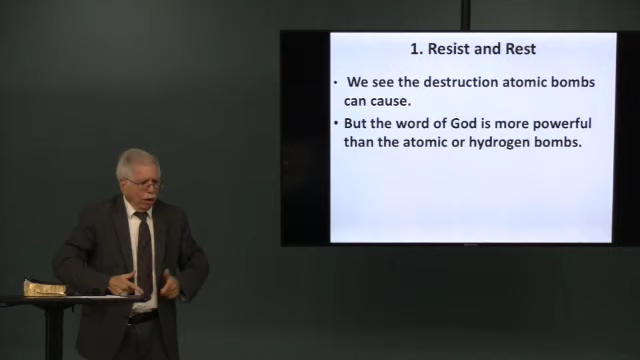 1. Resist and Rest
• We see the destruction atomic bombs
can cause.
• But the word of God is more powerful
than the atomic or hydrogen bombs.